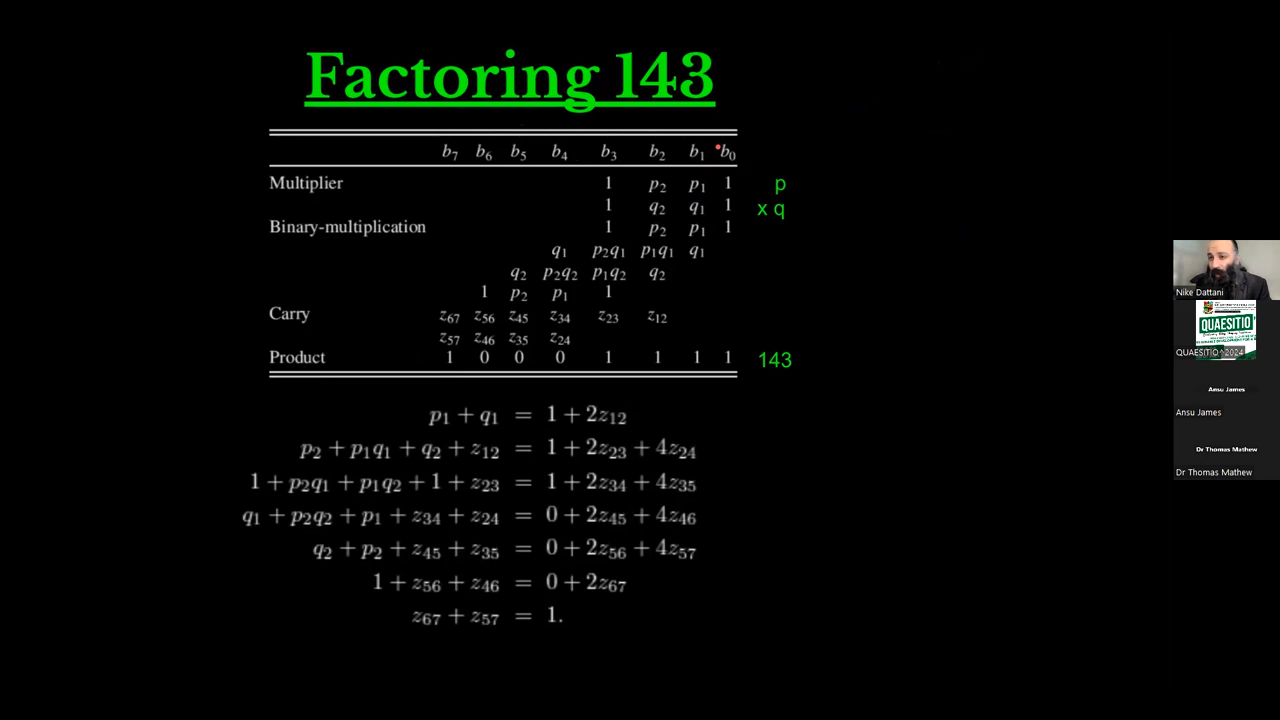 Factoring 143
b₇ b₆ b₅ b₄ b₃ b₂ b₁ b₀
Multiplier 1 p₂ p₁ 1 p
1 q₂ q₁ 1 x q
Binary-multiplication 1 p₂ p₁ 1
q₁ p₂q₁ p₁q₁ q₁
q₂ p₂q₂ p₁q₂ q₂
1 p₂ p₁ 1
Carry z₆₇ z₅₆ z₄₅ z₃₄ z₂₃ z₁₂
z₅₇ z₄₆ z₃₅ z₂₄
Product 1 0 0 0 1 1 1 1 143
p₁ + q₁ = 1 + 2z₁₂
p₂ + p₁q₁ + q₂ + z₁₂ = 1 + 2z₂₃ + 4z₂₄
1 + p₂q₁ + p₁q₂ + 1 + z₂₃ = 1 + 2z₃₄ + 4z₃₅
q₁ + p₂q₂ + p₁ + z₃₄ + z₂₄ = 0 + 2z₄₅ + 4z₄₆
q₂ + p₂ + z₄₅ + z₃₅ = 0 + 2z₅₆ + 4z₅₇
1 + z₅₆ + z₄₆ = 0 + 2z₆₇
z₆₇ + z₅₇ = 1.
Nike Dattani
QUAESITIO
QUAESITIO 2024
Ansu James
Ansu James
Dr Thomas Mathew
Dr Thomas Mathew